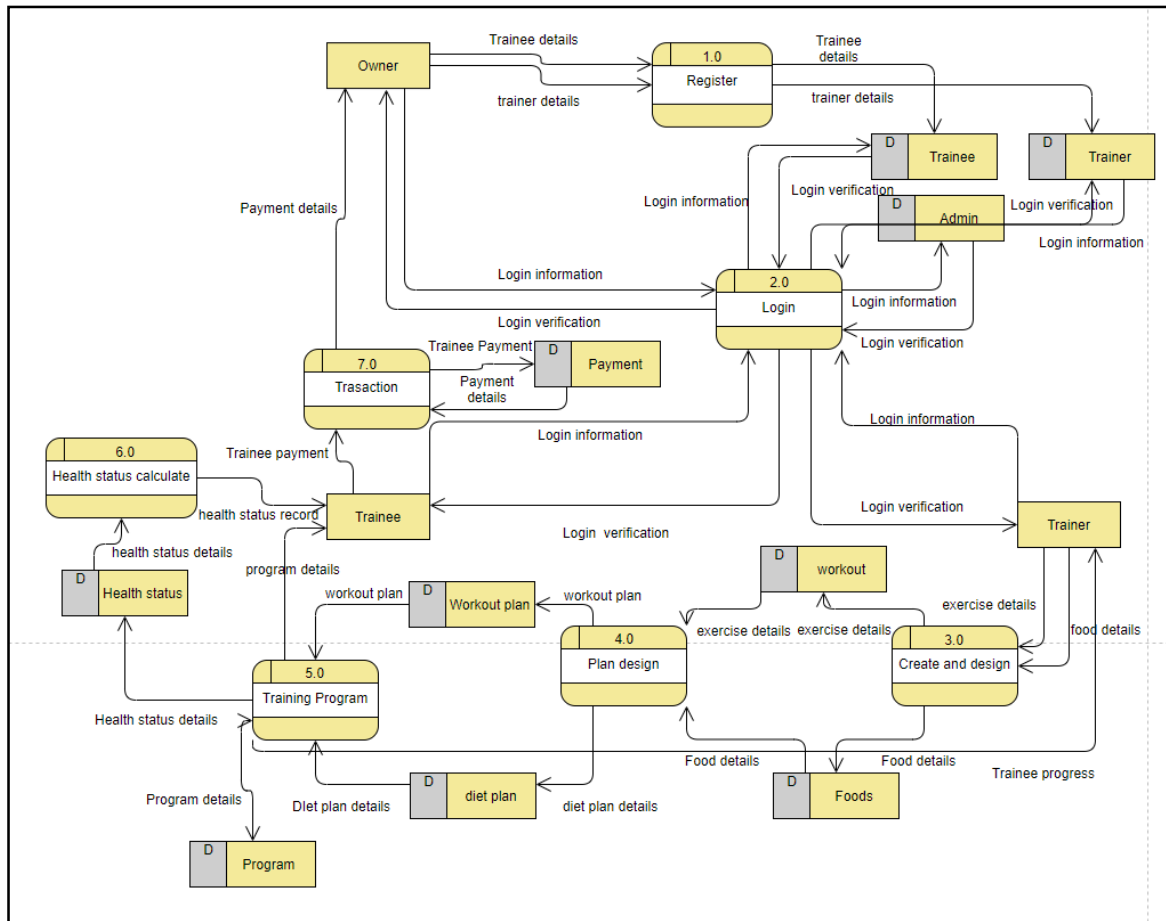 Trainee details
Owner
trainer details
1.0
Register
Trainee
details
trainer details
D
Trainee
D
Trainer
Login verification
Login information
D
Admin
Login verification
Login information
Payment details
Login information
Login verification
2.0
Login
Login information
Login verification
Trainee Payment
7.0
Trasaction
Payment
details
D
Payment
Login information
Login information
Trainee payment
6.0
Health status calculate
health status record
Trainee
Login verification
Login  verification
Trainer
health status details
D
Health status
program details
workout plan
D
Workout plan
workout plan
D
workout
exercise details
exercise details
exercise details
food details
4.0
Plan design
3.0
Create and design
5.0
Training Program
Health status details
Food details
Food details
Trainee progress
Program details
DIet plan details
D
diet plan
diet plan details
D
Foods
D
Program